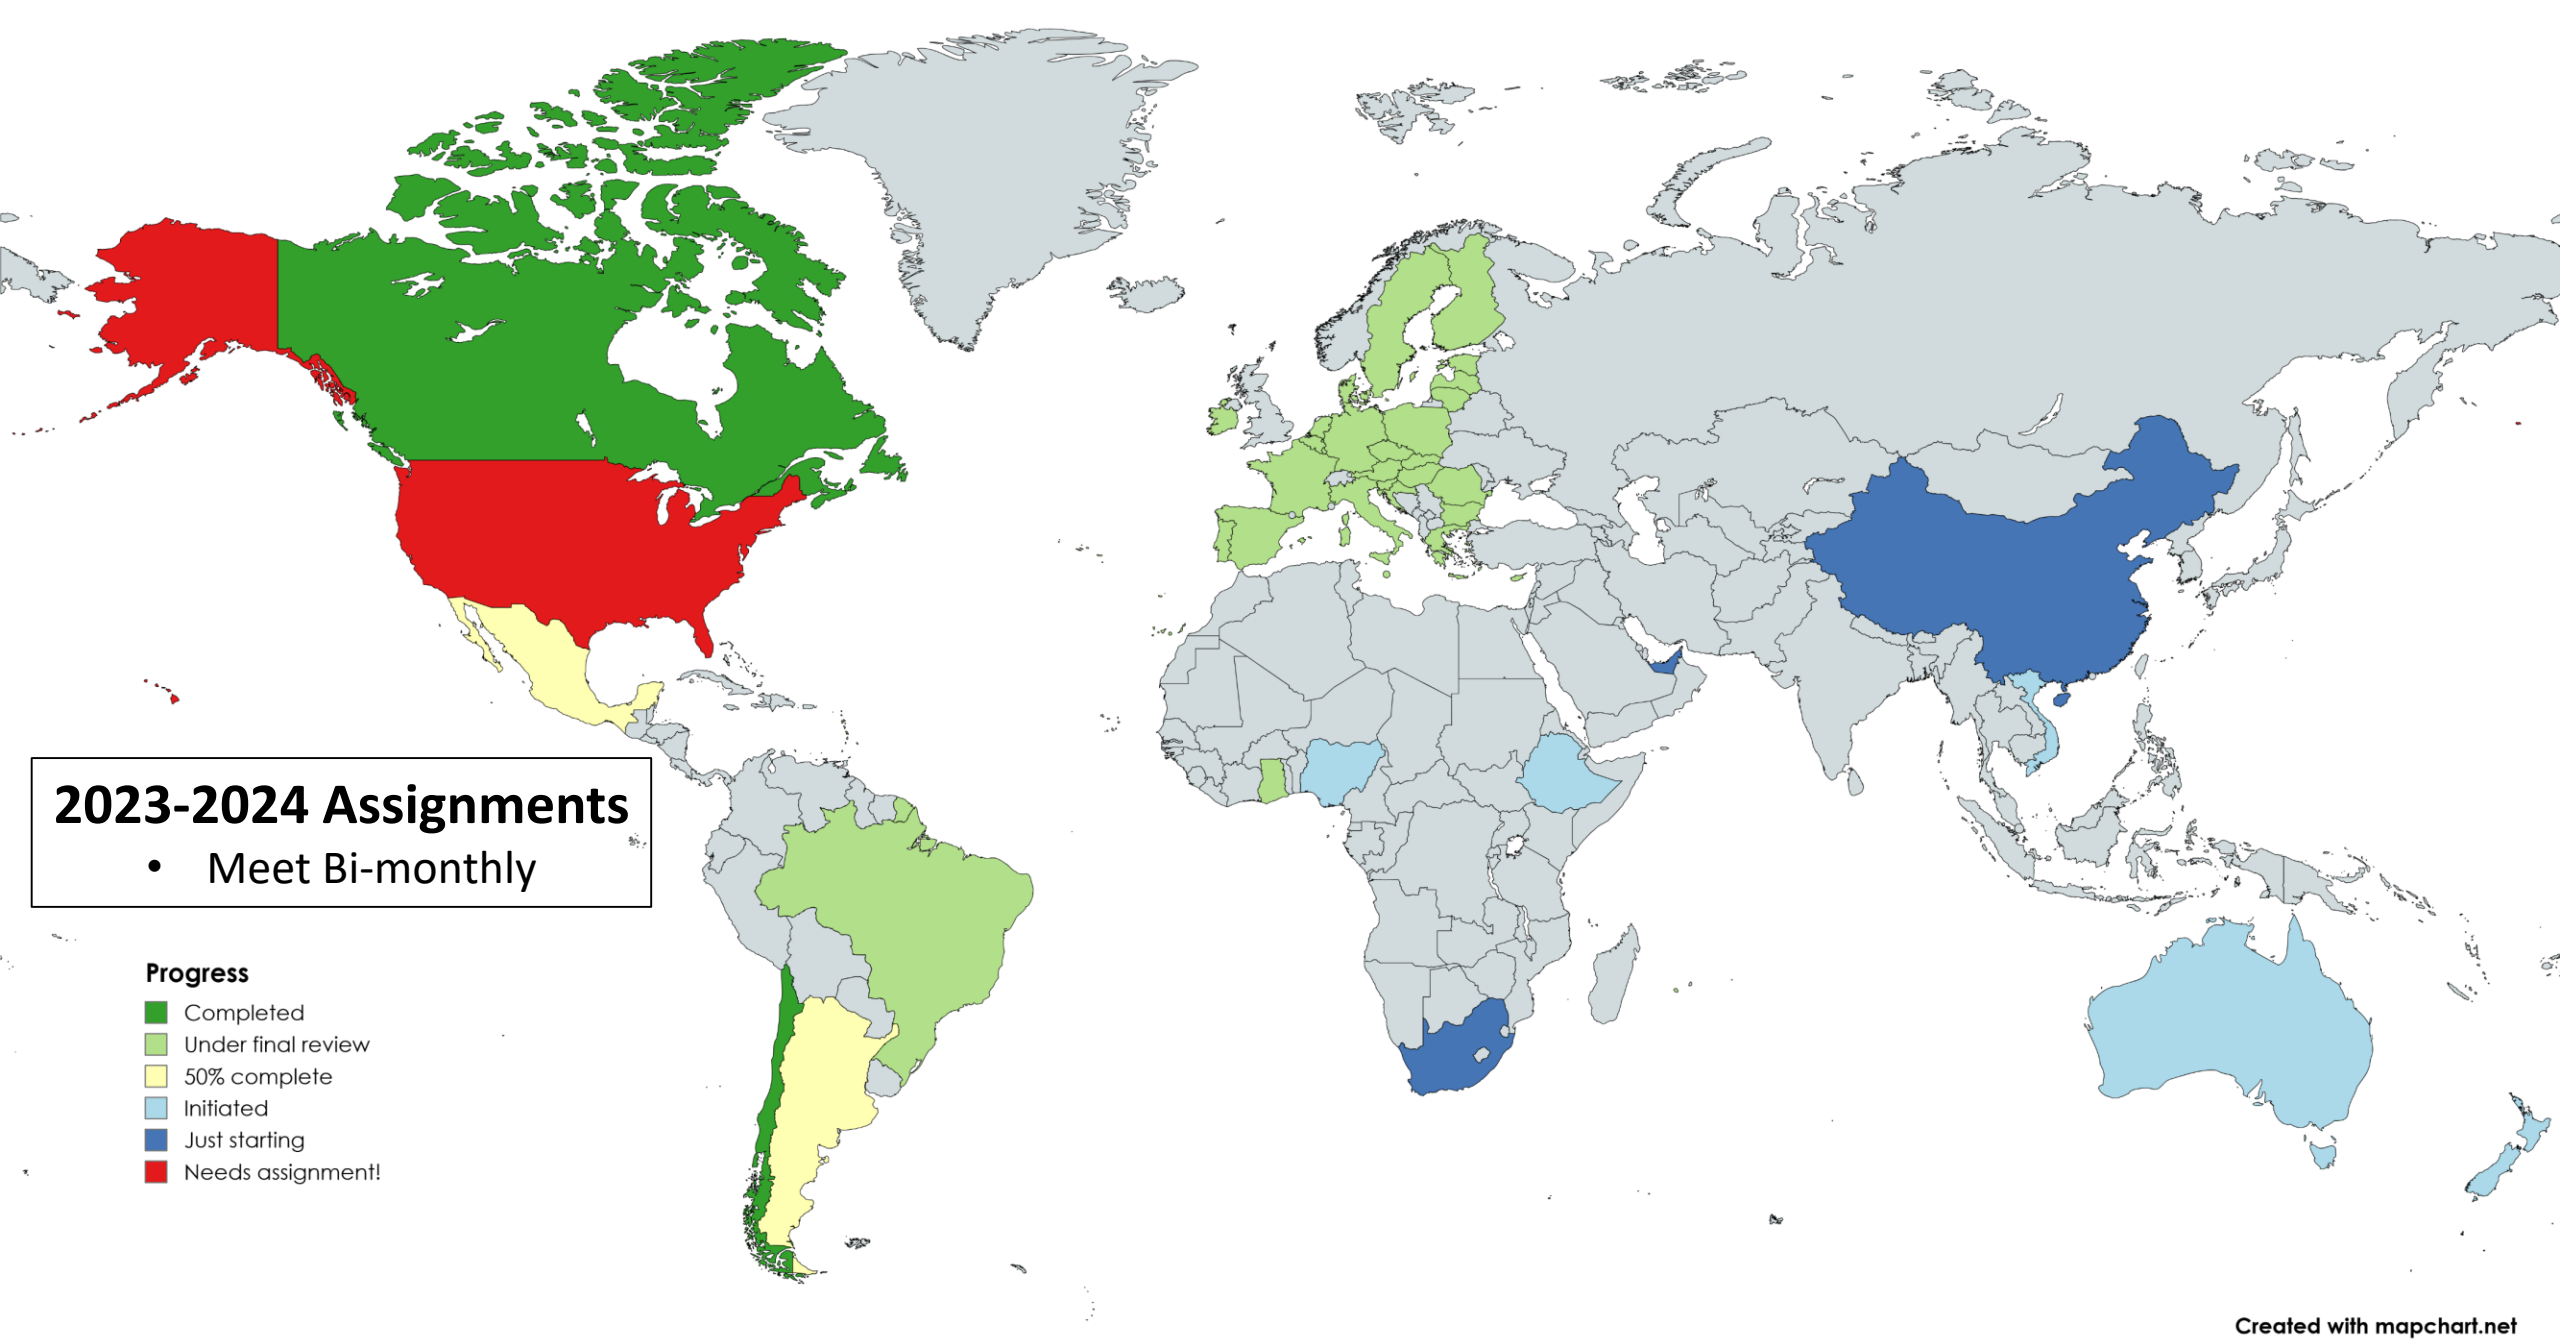 2023-2024 Assignments
• Meet Bi-monthly
Progress
Completed
Under final review
50% complete
Initiated
Just starting
Needs assignment!
Created with mapchart.net